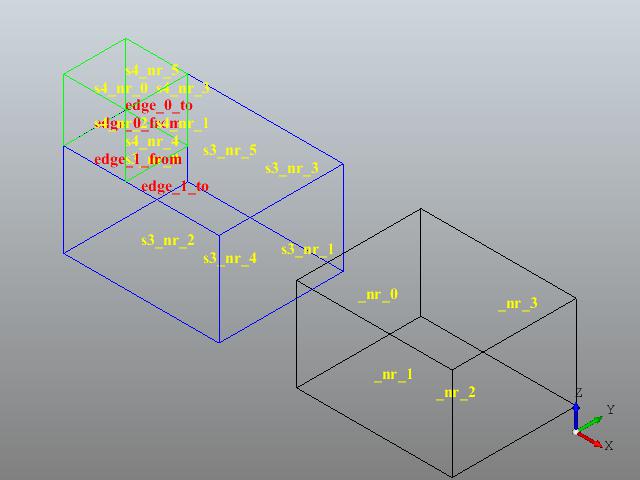 s4_nr_5
s4_nr_0 s4_nr_3
edge_0_to
edge_0_from
s4_nr_1
s4_nr_4
s3_nr_5
edge_1_from
s3_nr_3
edge_1_to
s3_nr_2
s3_nr_1
s3_nr_4
_nr_0
_nr_3
_nr_1
_nr_2
Z
Y
X